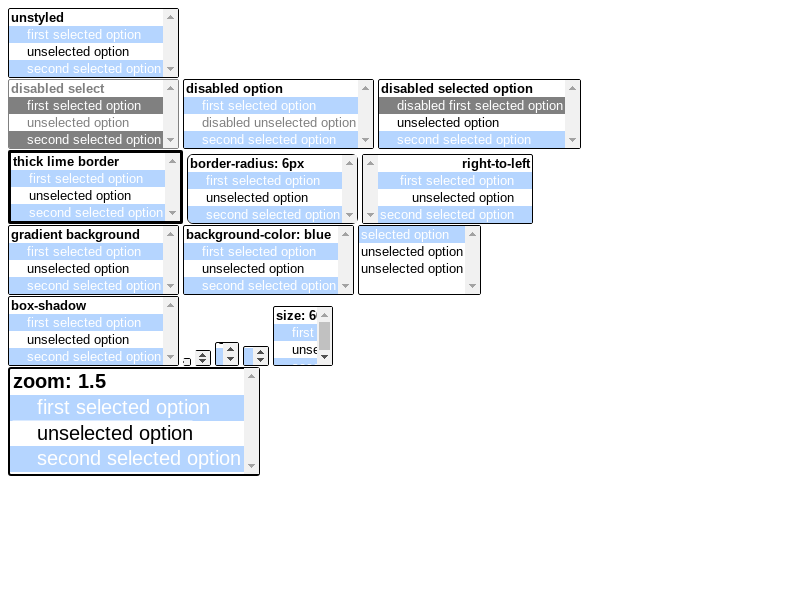 unstyled
first selected option
unselected option
second selected option
disabled select
first selected option
unselected option
second selected option
disabled option
first selected option
disabled unselected option
second selected option
disabled selected option
disabled first selected option
unselected option
second selected option
thick lime border
first selected option
unselected option
second selected option
border-radius: 6px
first selected option
unselected option
second selected option
right-to-left
first selected option
unselected option
second selected option
gradient background
first selected option
unselected option
second selected option
background-color: blue
first selected option
unselected option
second selected option
selected option
unselected option
unselected option
box-shadow
first selected option
unselected option
second selected option
size: 6
first
unse
zoom: 1.5
first selected option
unselected option
second selected option